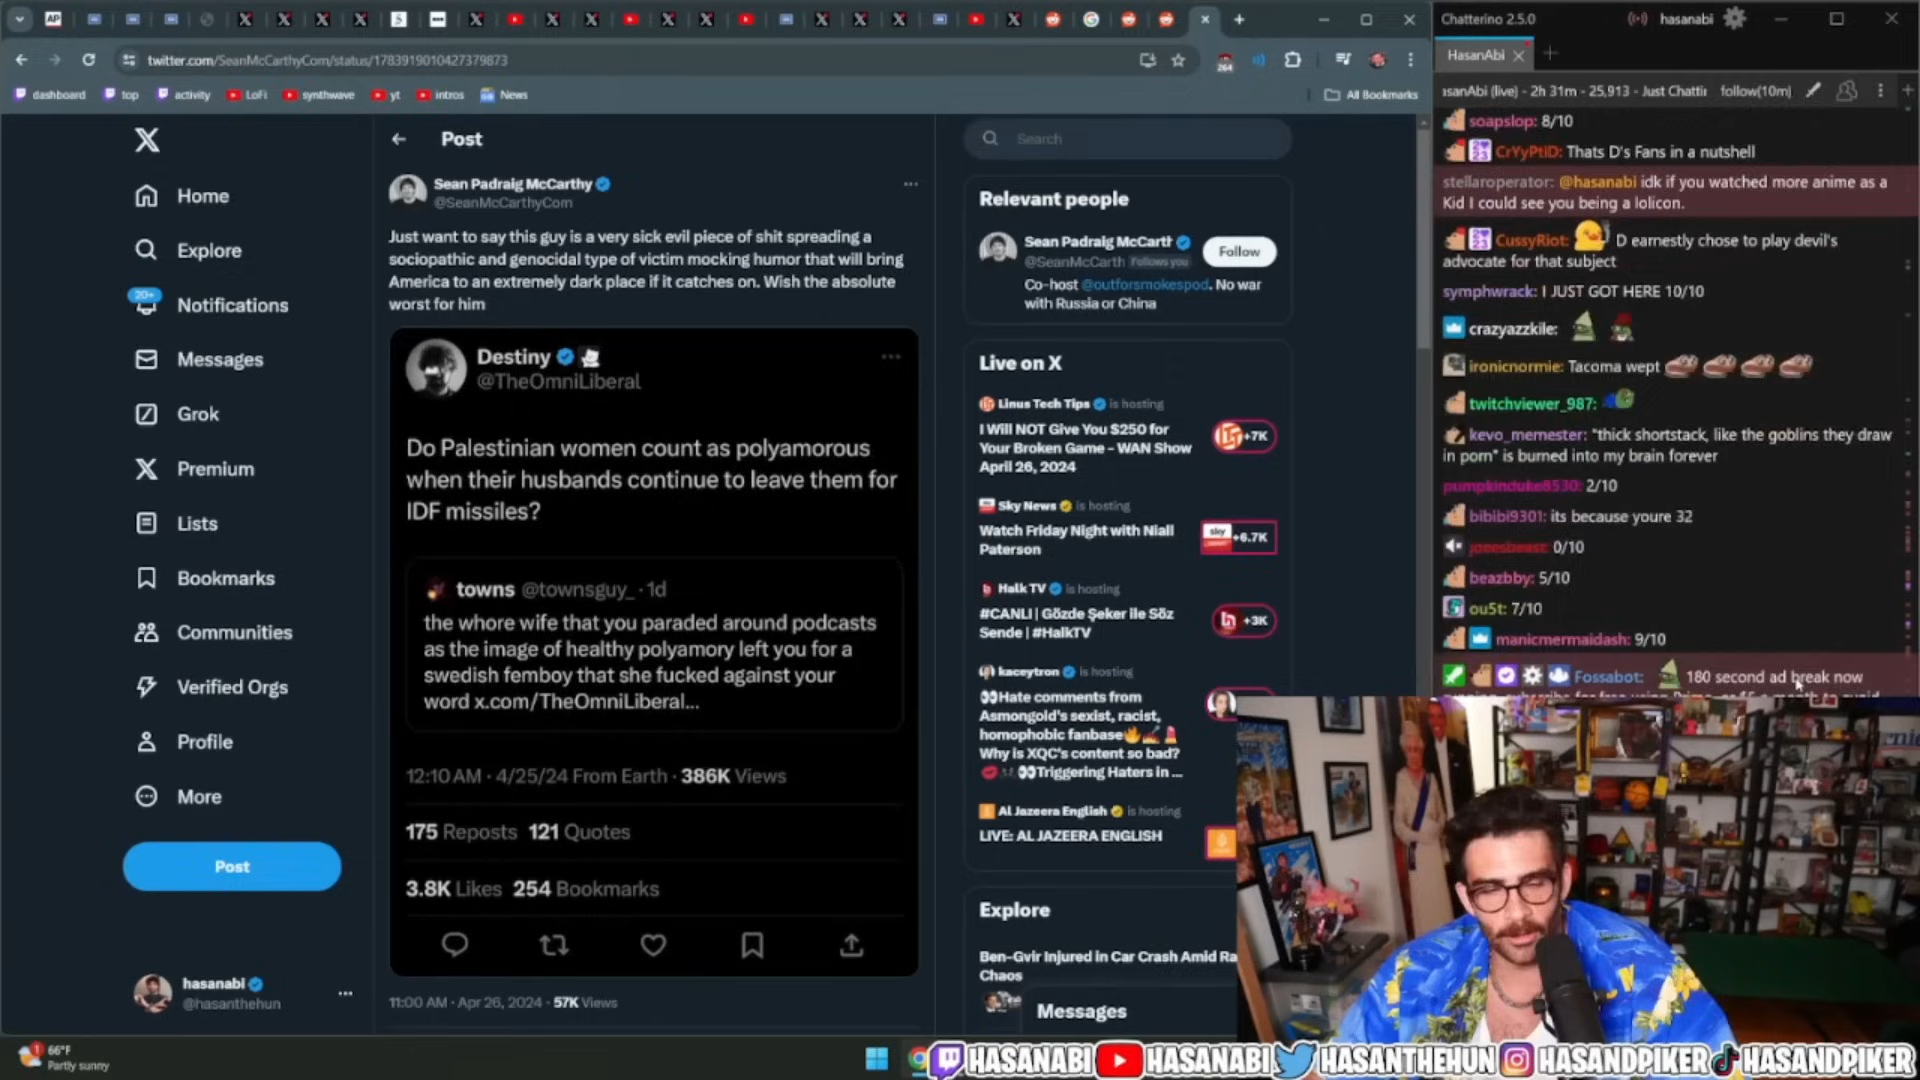 AP
twitter.com/SeanMcCarthyCom/status/1783919010427379873
264
dashboard
top
activity
LoFi
synthwave
yt
intros
News
All Bookmarks
Home
Explore
20+
Notifications
Messages
Grok
Premium
Lists
Bookmarks
Communities
Verified Orgs
Profile
More
Post
hasanabi
@hasanthehun
Post
Sean Padraig McCarthy
@SeanMcCarthyCom
Just want to say this guy is a very sick evil piece of shit spreading a
sociopathic and genocidal type of victim mocking humor that will bring
America to an extremely dark place if it catches on. Wish the absolute
worst for him
Destiny
@TheOmniLiberal
Do Palestinian women count as polyamorous
when their husbands continue to leave them for
IDF missiles?
towns @townsguy_ · 1d
the whore wife that you paraded around podcasts
as the image of healthy polyamory left you for a
swedish femboy that she fucked against your
word x.com/TheOmniLiberal...
12:10 AM · 4/25/24 From Earth · 386K Views
175 Reposts 121 Quotes
3.8K Likes 254 Bookmarks
11:00 AM · Apr 26, 2024 · 57K Views
Search
Relevant people
Sean Padraig McCarth
@SeanMcCarth Follows you
Follow
Co-host @outforsmokespod. No war
with Russia or China
Live on X
Linus Tech Tips is hosting
I Will NOT Give You $250 for
Your Broken Game - WAN Show
April 26, 2024
+7K
Sky News is hosting
Watch Friday Night with Niall
Paterson
sky
+6.7K
Halk TV is hosting
#CANLI | Gözde Şeker ile Söz
Sende | #HalkTV
+3K
kaceytron is hosting
Hate comments from
Asmongold's sexist, racist,
homophobic fanbase
Why is XQC's content so bad?
Triggering Haters in ...
Al Jazeera English is hosting
LIVE: AL JAZEERA ENGLISH
Explore
Ben-Gvir Injured in Car Crash Amid Ra
Chaos
Messages
Chatterino 2.5.0
hasanabi
HasanAbi
asanAbi (live) - 2h 31m - 25,913 - Just Chattin
follow(10m)
soapslop: 8/10
CrYyPtiD: Thats D's Fans in a nutshell
stellaroperator: @hasanabi idk if you watched more anime as a
Kid I could see you being a lolicon.
CussyRiot: D earnestly chose to play devil's
advocate for that subject
symphwrack: I JUST GOT HERE 10/10
crazyazzkile:
ironicnormie: Tacoma wept
twitchviewer_987:
kevo_memester: "thick shortstack, like the goblins they draw
in porn" is burned into my brain forever
pumpkinduke8530: 2/10
bibibi9301: its because youre 32
0/10
beazbby: 5/10
ou5t: 7/10
manicmermaidash: 9/10
Fossabot: 180 second ad break now
66°F
Partly sunny
HASANABI
HASANABI
HASANTHEHUN
HASANDPIKER
HASANDPIKER